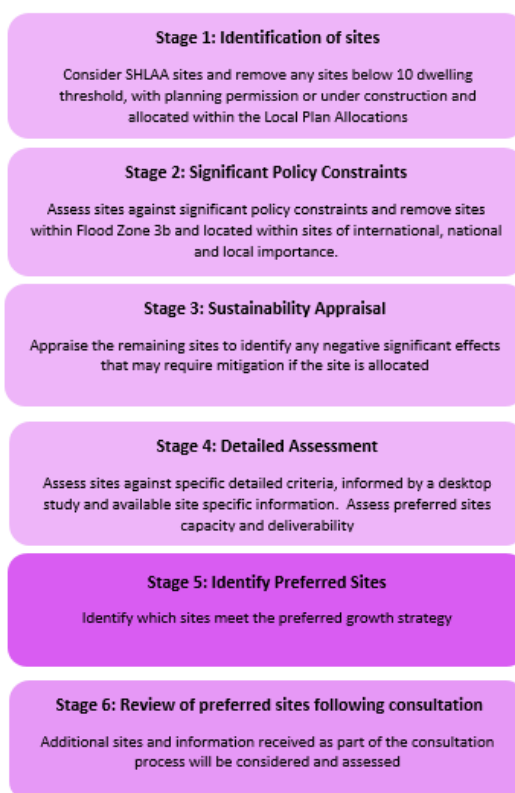 Stage 1: Identification of sites
Consider SHLAA sites and remove any sites below 10 dwelling
threshold, with planning permission or under construction and
allocated within the Local Plan Allocations
Stage 2: Significant Policy Constraints
Assess sites against significant policy constraints and remove sites
within Flood Zone 3b and located within sites of international, national
and local importance.
Stage 3: Sustainability Appraisal
Appraise the remaining sites to identify any negative significant effects
that may require mitigation if the site is allocated
Stage 4: Detailed Assessment
Assess sites against specific detailed criteria, informed by a desktop
study and available site specific information. Assess preferred sites
capacity and deliverability
Stage 5: Identify Preferred Sites
Identify which sites meet the preferred growth strategy
Stage 6: Review of preferred sites following consultation
Additional sites and information received as part of the consultation
process will be considered and assessed